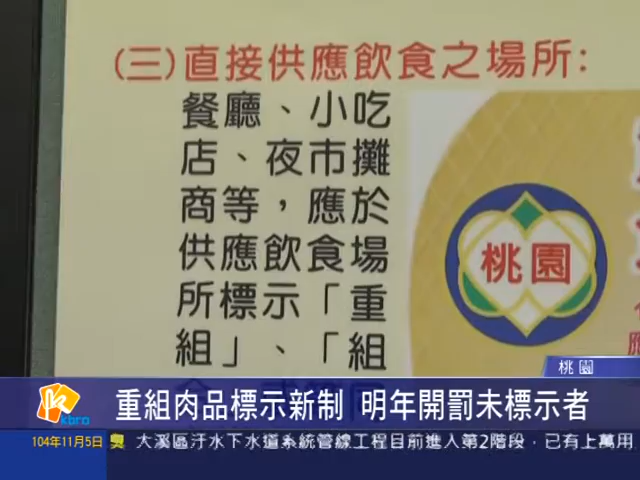 (三)直接供應飲食之場所:
餐廳、小吃
店、夜市攤
商等，應於
供應飲食場
所標示「重
組」、「組
桃園
桃園
重組肉品標示新制 明年開罰未標示者
kbro
104年11月5日
大溪區汙水下水道系統管線工程目前進入第2階段，已有上萬用